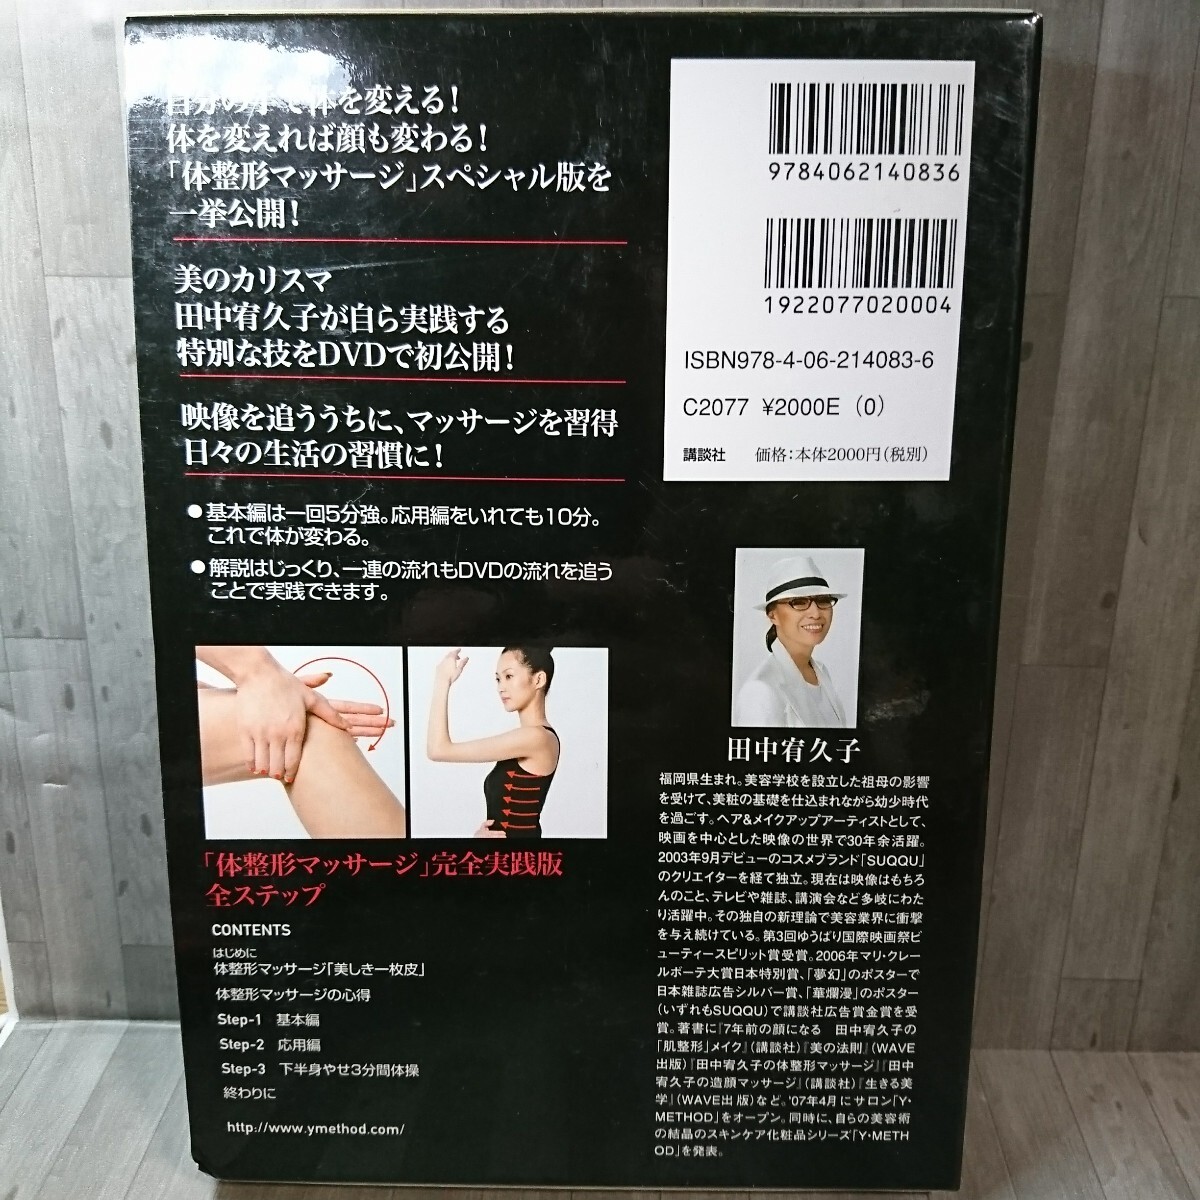 自分の手で体を変える!
体を変えれば顔も変わる!
「体整形マッサージ」スペシャル版を
一挙公開!
美のカリスマ
田中宥久子が自ら実践する
特別な技をDVDで初公開!
映像を追ううちに、マッサージを習得
日々の生活の習慣に!
●基本編は一回5分強。応用編をいれても10分。
これで体が変わる。
●解説はじっくり、一連の流れもDVDの流れを追う
ことで実践できます。
「体整形マッサージ」完全実践版
全ステップ
CONTENTS
はじめに
体整形マッサージ「美しき一枚皮」
体整形マッサージの心得
Step-1 基本編
Step-2 応用編
Step-3 下半身やせ3分間体操
終わりに
http://www.ymethod.com/
9784062140836
1922077020004
ISBN978-4-06-214083-6
C2077 ¥2000E (0)
講談社 価格:本体2000円(税別)
田中宥久子
福岡県生まれ。美容学校を設立した祖母の影響
を受けて、美粧の基礎を仕込まれながら幼少時代
を過ごす。ヘア&メイクアップアーティストとして、
映画を中心とした映像の世界で30年余活躍。
2003年9月デビューのコスメブランド「SUQQU」
のクリエイターを経て独立。現在は映像はもちろ
んのこと、テレビや雑誌、講演会など多岐にわた
り活躍中。その独自の新理論で美容業界に衝撃
を与え続けている。第3回ゆうばり国際映画祭ビ
ューティースピリット賞受賞。2006年マリ・クレー
ルボーテ大賞日本特別賞、「夢幻」のポスターで
日本雑誌広告シルバー賞、「華爛漫」のポスター
(いずれもSUQQU)で講談社広告賞金賞を受
賞。著書に『7年前の顔になる 田中宥久子の
「肌整形」メイク』(講談社)『美の法則』(WAVE
出版)『田中宥久子の体整形マッサージ』『田中
宥久子の造顔マッサージ』(講談社)『生きる美
学』(WAVE出版)など。'07年4月にサロン「Y・
METHOD」をオープン。同時に、自らの美容術
の結晶のスキンケア化粧品シリーズ「Y・METH
OD」を発表。